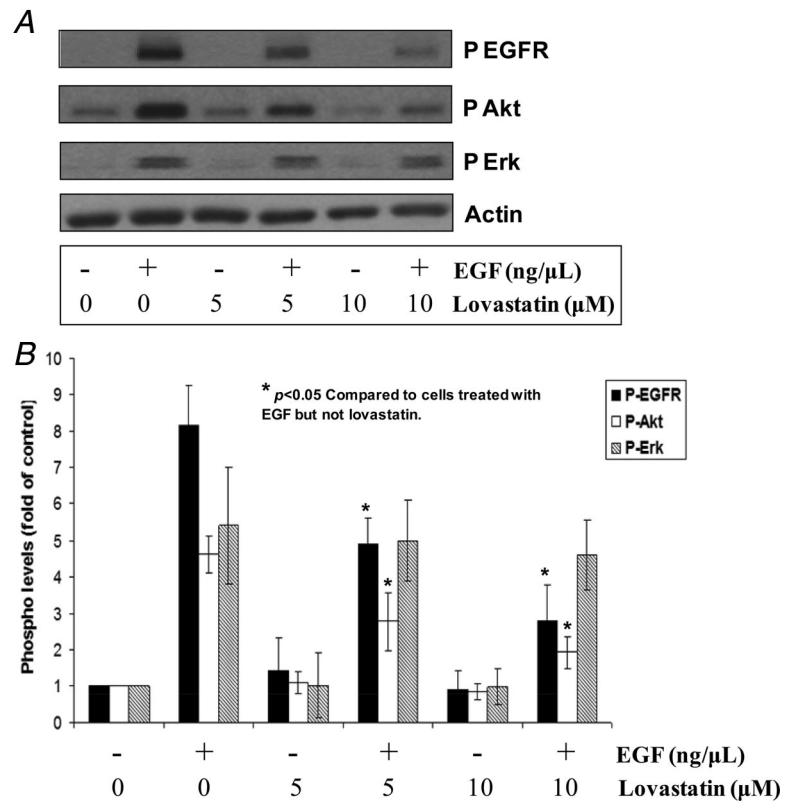 A
P EGFR
P Akt
P Erk
Actin
- + - + - + EGF (ng/µL)
0 0 5 5 10 10 Lovastatin (µM)
B
10
9
8
7
6
5
4
3
2
1
0
Phospho levels (fold of control]
* p<0.05 Compared to cells treated with
EGF but not lovastatin.
P-EGFR
P-Akt
P-Erk
* * * *
- + - + - + EGF (ng/µL)
0 0 5 5 10 10 Lovastatin (µM)